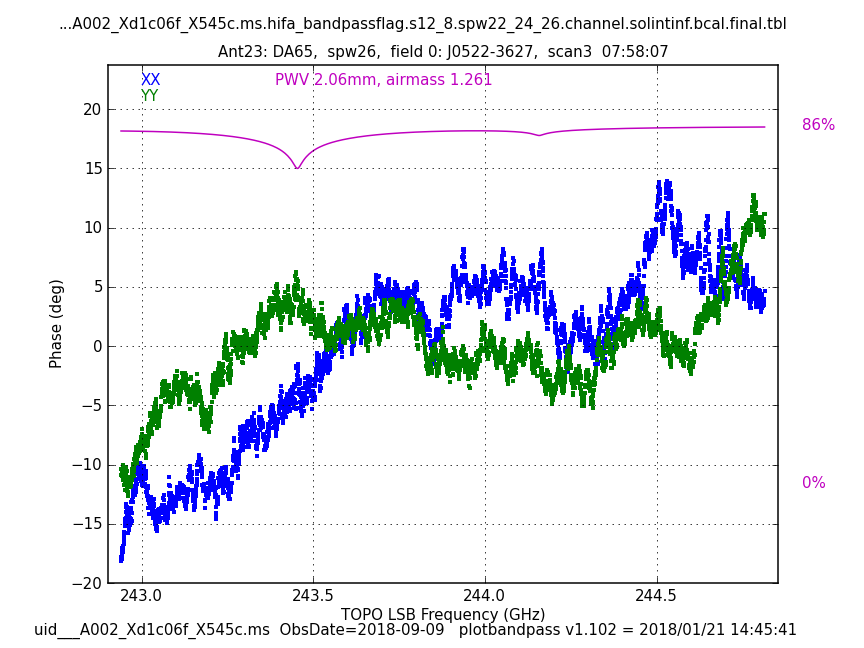 ...A002_Xd1c06f_X545c.ms.hifa_bandpassflag.s12_8.spw22_24_26.channel.solintinf.bcal.final.tbl
Ant23: DA65,  spw26,  field 0: J0522-3627,  scan3  07:58:07
XX
PWV 2.06mm, airmass 1.261
YY
20
86%
15
10
5
0
−5
−10
0%
−15
−20
Phase (deg)
243.0 243.5 244.0 244.5
TOPO LSB Frequency (GHz)
uid___A002_Xd1c06f_X545c.ms  ObsDate=2018-09-09   plotbandpass v1.102 = 2018/01/21 14:45:41